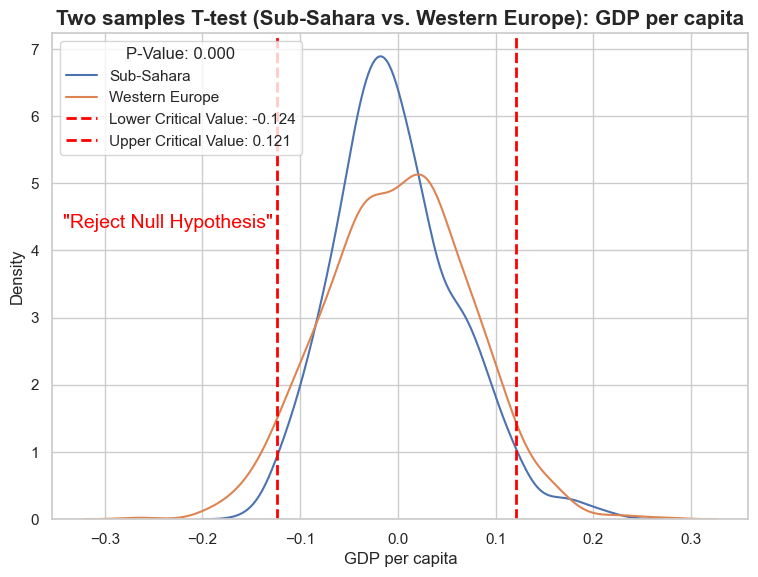 Two samples T-test (Sub-Sahara vs. Western Europe): GDP per capita
P-Value: 0.000
Sub-Sahara
Western Europe
Lower Critical Value: -0.124
Upper Critical Value: 0.121
"Reject Null Hypothesis"
Density
7
6
5
4
3
2
1
0
−0.3 −0.2 −0.1 0.0 0.1 0.2 0.3
GDP per capita